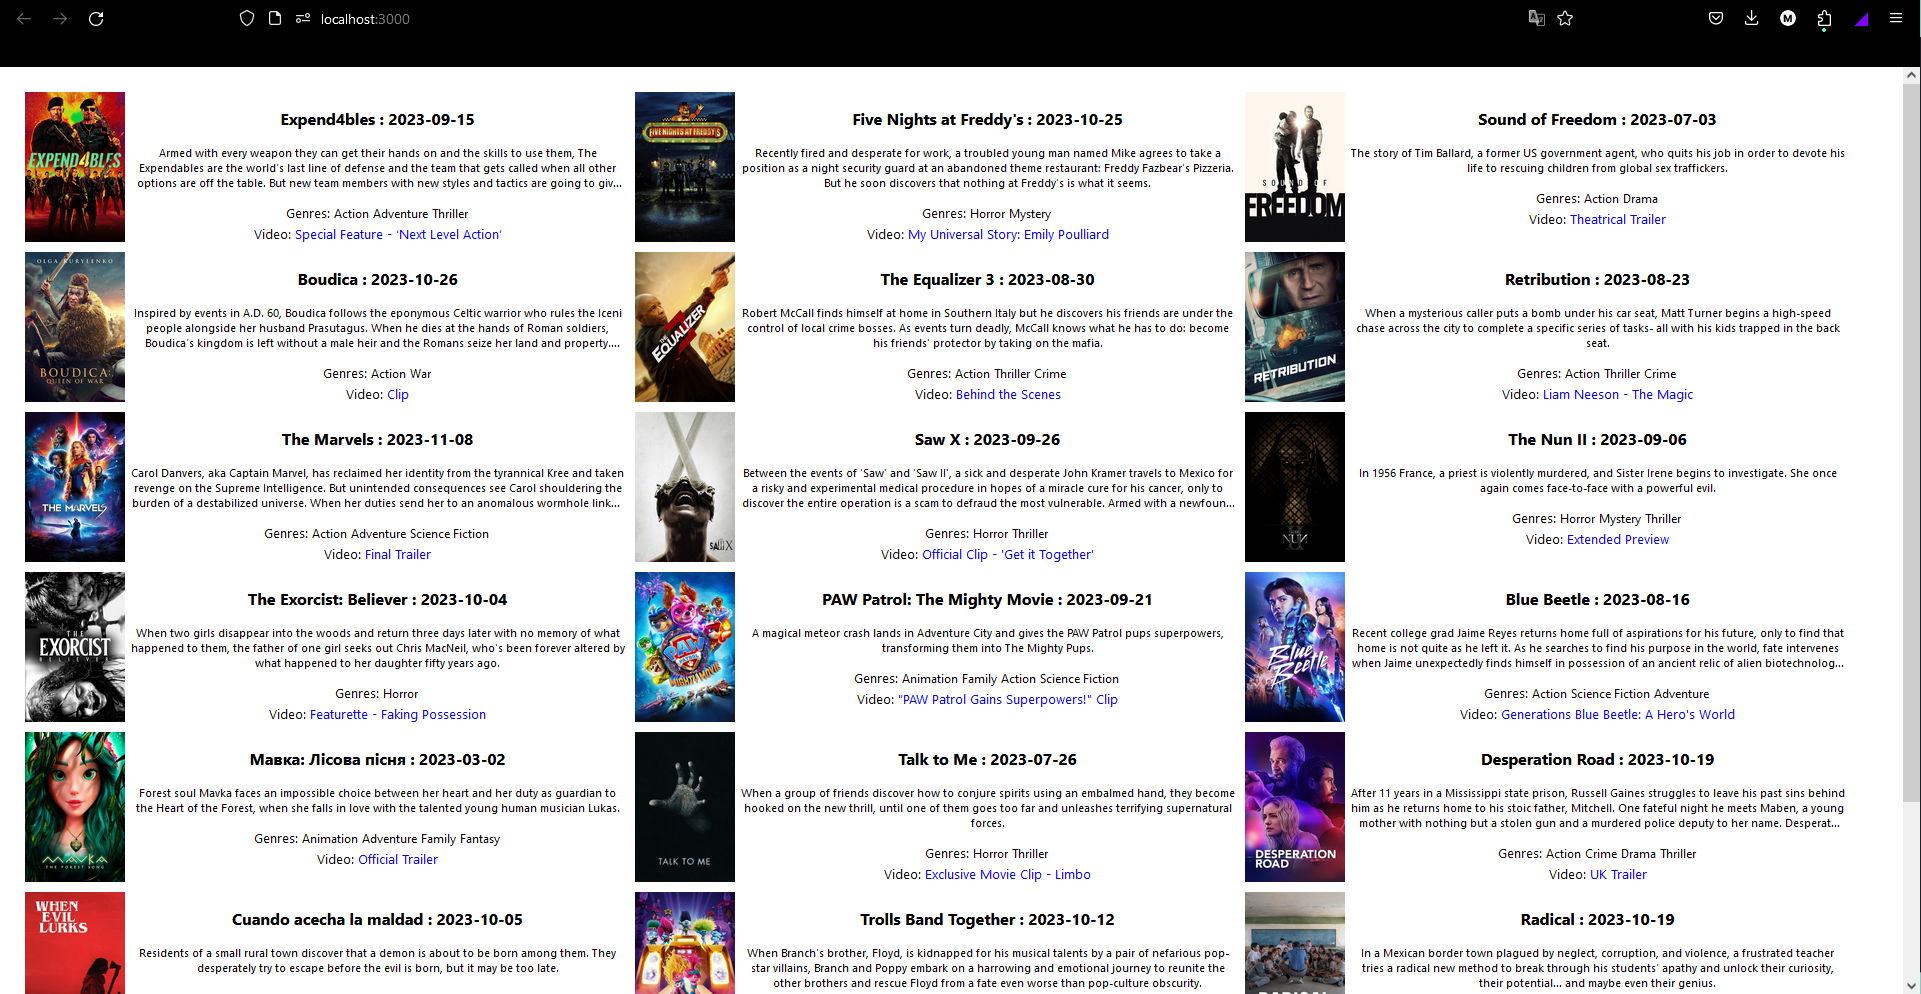 localhost:3000
EXPEND4BLES
Expend4bles : 2023-09-15
Armed with every weapon they can get their hands on and the skills to use them, The
Expendables are the world's last line of defense and the team that gets called when all other
options are off the table. But new team members with new styles and tactics are going to giv...
Genres: Action Adventure Thriller
Video: Special Feature - 'Next Level Action'
FIVE NIGHTS AT FREDDY'S
Five Nights at Freddy's : 2023-10-25
Recently fired and desperate for work, a troubled young man named Mike agrees to take a
position as a night security guard at an abandoned theme restaurant: Freddy Fazbear's Pizzeria.
But he soon discovers that nothing at Freddy's is what it seems.
Genres: Horror Mystery
Video: My Universal Story: Emily Poulliard
SOUND OF
FREEDOM
Sound of Freedom : 2023-07-03
The story of Tim Ballard, a former US government agent, who quits his job in order to devote his
life to rescuing children from global sex traffickers.
Genres: Action Drama
Video: Theatrical Trailer
OLGA KURYLENKO
BOUDICA
QUEEN OF WAR
Boudica : 2023-10-26
Inspired by events in A.D. 60, Boudica follows the eponymous Celtic warrior who rules the Iceni
people alongside her husband Prasutagus. When he dies at the hands of Roman soldiers,
Boudica's kingdom is left without a male heir and the Romans seize her land and property....
Genres: Action War
Video: Clip
THE
EQUALIZER
The Equalizer 3 : 2023-08-30
Robert McCall finds himself at home in Southern Italy but he discovers his friends are under the
control of local crime bosses. As events turn deadly, McCall knows what he has to do: become
his friends' protector by taking on the mafia.
Genres: Action Thriller Crime
Video: Behind the Scenes
RETRIBUTION
Retribution : 2023-08-23
When a mysterious caller puts a bomb under his car seat, Matt Turner begins a high-speed
chase across the city to complete a specific series of tasks- all with his kids trapped in the back
seat.
Genres: Action Thriller Crime
Video: Liam Neeson - The Magic
THE MARVELS
The Marvels : 2023-11-08
Carol Danvers, aka Captain Marvel, has reclaimed her identity from the tyrannical Kree and taken
revenge on the Supreme Intelligence. But unintended consequences see Carol shouldering the
burden of a destabilized universe. When her duties send her to an anomalous wormhole link...
Genres: Action Adventure Science Fiction
Video: Final Trailer
SAW X
Saw X : 2023-09-26
Between the events of 'Saw' and 'Saw II', a sick and desperate John Kramer travels to Mexico for
a risky and experimental medical procedure in hopes of a miracle cure for his cancer, only to
discover the entire operation is a scam to defraud the most vulnerable. Armed with a newfoun...
Genres: Horror Thriller
Video: Official Clip - 'Get it Together'
NUN
II
The Nun II : 2023-09-06
In 1956 France, a priest is violently murdered, and Sister Irene begins to investigate. She once
again comes face-to-face with a powerful evil.
Genres: Horror Mystery Thriller
Video: Extended Preview
THE
EXORCIST
BELIEVER
The Exorcist: Believer : 2023-10-04
When two girls disappear into the woods and return three days later with no memory of what
happened to them, the father of one girl seeks out Chris MacNeil, who's been forever altered by
what happened to her daughter fifty years ago.
Genres: Horror
Video: Featurette - Faking Possession
PAW
PATROL
MIGHTY MOVIE
PAW Patrol: The Mighty Movie : 2023-09-21
A magical meteor crash lands in Adventure City and gives the PAW Patrol pups superpowers,
transforming them into The Mighty Pups.
Genres: Animation Family Action Science Fiction
Video: "PAW Patrol Gains Superpowers!" Clip
Blue
Beetle
Blue Beetle : 2023-08-16
Recent college grad Jaime Reyes returns home full of aspirations for his future, only to find that
home is not quite as he left it. As he searches to find his purpose in the world, fate intervenes
when Jaime unexpectedly finds himself in possession of an ancient relic of alien biotechnolog...
Genres: Action Science Fiction Adventure
Video: Generations Blue Beetle: A Hero's World
MAVKA
THE FOREST SONG
Мавка: Лісова пісня : 2023-03-02
Forest soul Mavka faces an impossible choice between her heart and her duty as guardian to
the Heart of the Forest, when she falls in love with the talented young human musician Lukas.
Genres: Animation Adventure Family Fantasy
Video: Official Trailer
TALK TO ME
Talk to Me : 2023-07-26
When a group of friends discover how to conjure spirits using an embalmed hand, they become
hooked on the new thrill, until one of them goes too far and unleashes terrifying supernatural
forces.
Genres: Horror Thriller
Video: Exclusive Movie Clip - Limbo
DESPERATION
ROAD
Desperation Road : 2023-10-19
After 11 years in a Mississippi state prison, Russell Gaines struggles to leave his past sins behind
him as he returns home to his stoic father, Mitchell. One fateful night he meets Maben, a young
mother with nothing but a stolen gun and a murdered police deputy to her name. Desperat...
Genres: Action Crime Drama Thriller
Video: UK Trailer
WHEN
EVIL
LURKS
Cuando acecha la maldad : 2023-10-05
Residents of a small rural town discover that a demon is about to be born among them. They
desperately try to escape before the evil is born, but it may be too late.
Trolls Band Together : 2023-10-12
When Branch's brother, Floyd, is kidnapped for his musical talents by a pair of nefarious pop-
star villains, Branch and Poppy embark on a harrowing and emotional journey to reunite the
other brothers and rescue Floyd from a fate even worse than pop-culture obscurity.
RADICAL
Radical : 2023-10-19
In a Mexican border town plagued by neglect, corruption, and violence, a frustrated teacher
tries a radical new method to break through his students' apathy and unlock their curiosity,
their potential... and maybe even their genius.